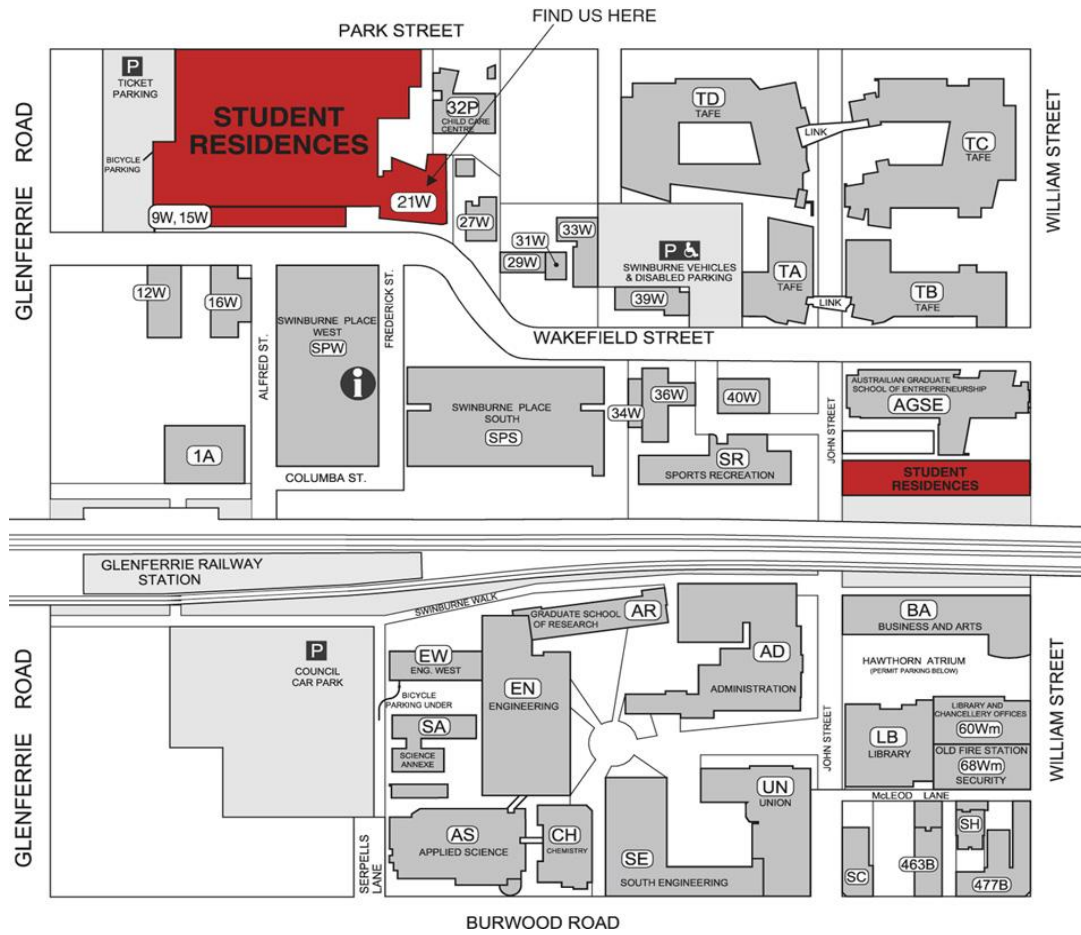 FIND US HERE
PARK STREET
P
TICKET
PARKING
BICYCLE
PARKING
STUDENT
RESIDENCES
32P
CHILD CARE
CENTRE
TD
TAFE
LINK
TC
TAFE
GLENFERRIE ROAD
WILLIAM STREET
21W
9W, 15W
27W
31W
29W
33W
P
SWINBURNE VEHICLES
& DISABLED PARKING
39W
TA
TAFE
LINK
TB
TAFE
12W
16W
ALFRED ST.
SWINBURNE PLACE
WEST
SPW
i
FREDERICK ST.
WAKEFIELD STREET
SWINBURNE PLACE
SOUTH
SPS
34W
36W
40W
JOHN STREET
AUSTRAILIAN GRADUATE
SCHOOL OF ENTREPRENEURSHIP
AGSE
1A
COLUMBA ST.
SR
SPORTS RECREATION
STUDENT
RESIDENCES
GLENFERRIE RAILWAY
STATION
SWINBURNE WALK
GRADUATE SCHOOL
OF RESEARCH
AR
BA
BUSINESS AND ARTS
GLENFERRIE ROAD
P
COUNCIL
CAR PARK
EW
ENG. WEST
BICYCLE
PARKING UNDER
EN
ENGINEERING
AD
ADMINISTRATION
HAWTHORN ATRIUM
(PERMIT PARKING BELOW)
WILLIAM STREET
SA
SCIENCE
ANNEXE
JOHN STREET
LB
LIBRARY
LIBRARY AND
CHANCELLERY OFFICES
60Wm
OLD FIRE STATION
68Wm
SECURITY
UN
UNION
McLEOD LANE
SERPELLS
LANE
AS
APPLIED SCIENCE
CH
CHEMISTRY
SE
SOUTH ENGINEERING
SC
463B
SH
477B
BURWOOD ROAD